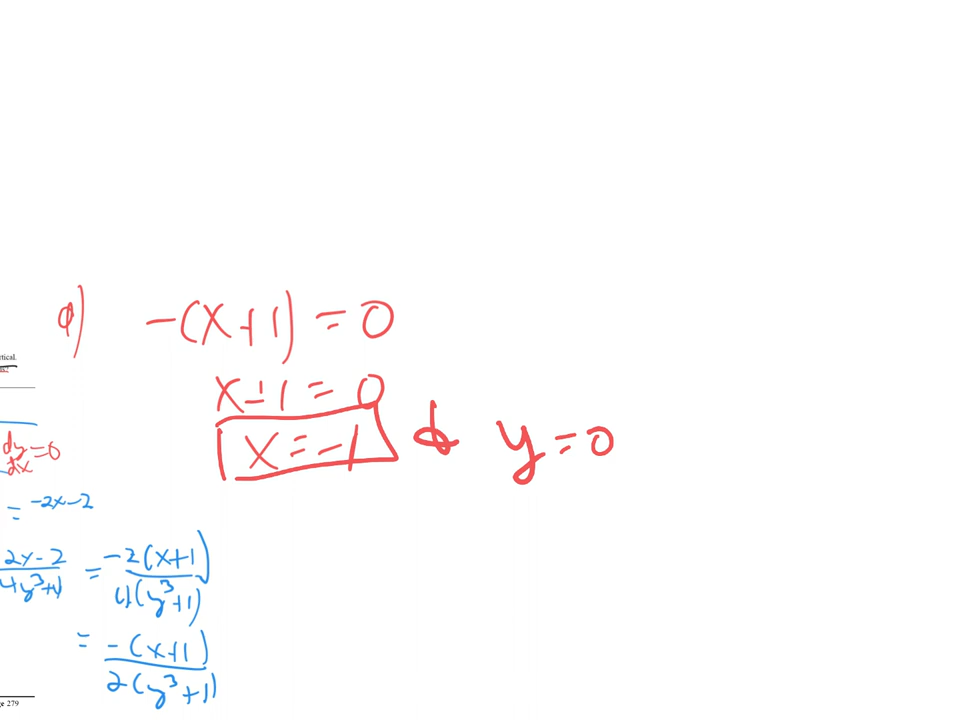 -(x+1) = 0
rtical.
x+1 = 0
x = -1 & y = 0
dy/dx = 0
= -2x-2
2x-2/4y³+4 = -2(x+1)/4(y³+1)
= -(x+1)/2(y³+1)
e 279